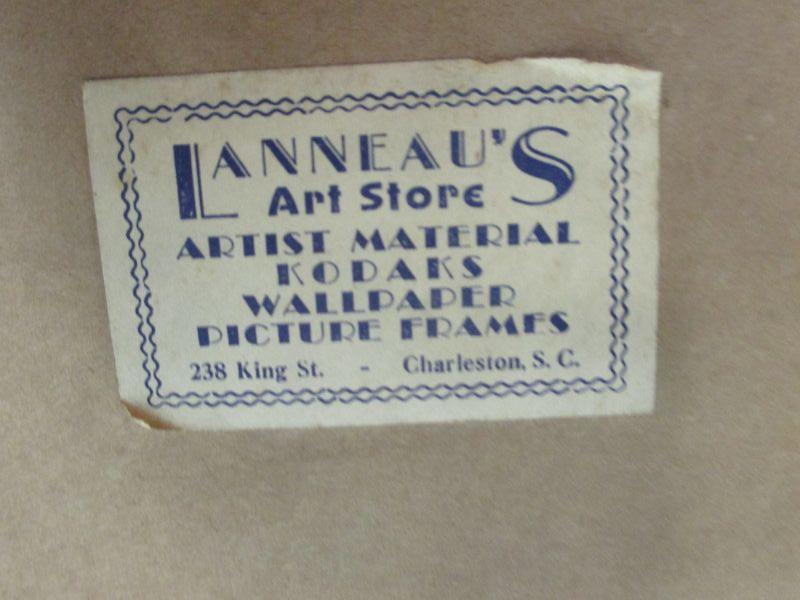 LANNEAU'S
Art Store
ARTIST MATERIAL
KODAKS
WALLPAPER
PICTURE FRAMES
238 King St. - Charleston, S. C.